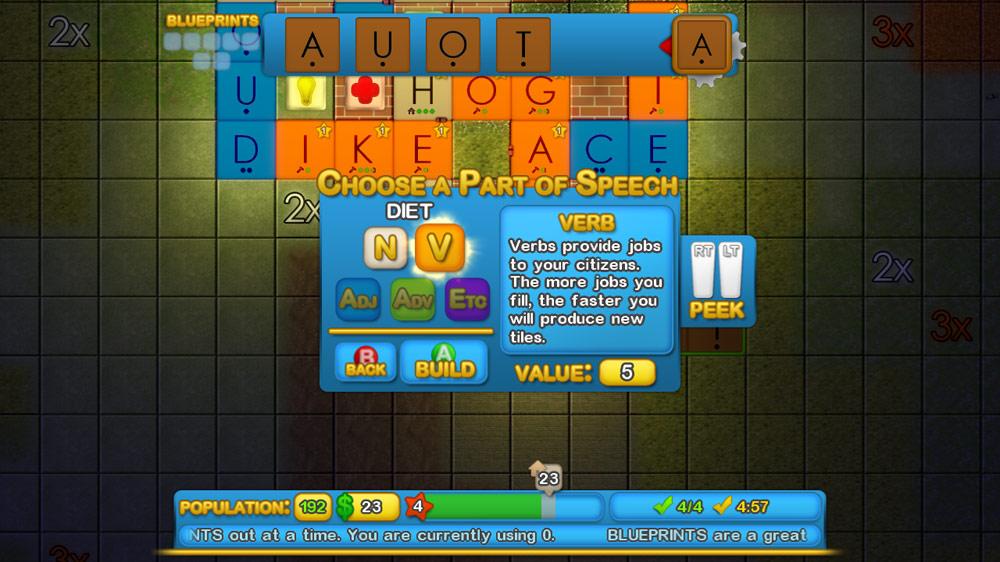 BLUEPRINTS
2x
A U O T
A
3x
U
H O G I
D I K E A C E
2x
CHOOSE A PART OF SPEECH
DIET
N V
ADJ ADV ETC
B
BACK
A
BUILD
VERB
Verbs provide jobs
to your citizens.
The more jobs you
fill, the faster you
will produce new
tiles.
VALUE: 5
RT LT
PEEK
2x
3x
23
POPULATION: 192 $ 23 4
4/4 4:57
NTS out at a time. You are currently using 0. BLUEPRINTS are a great
3x